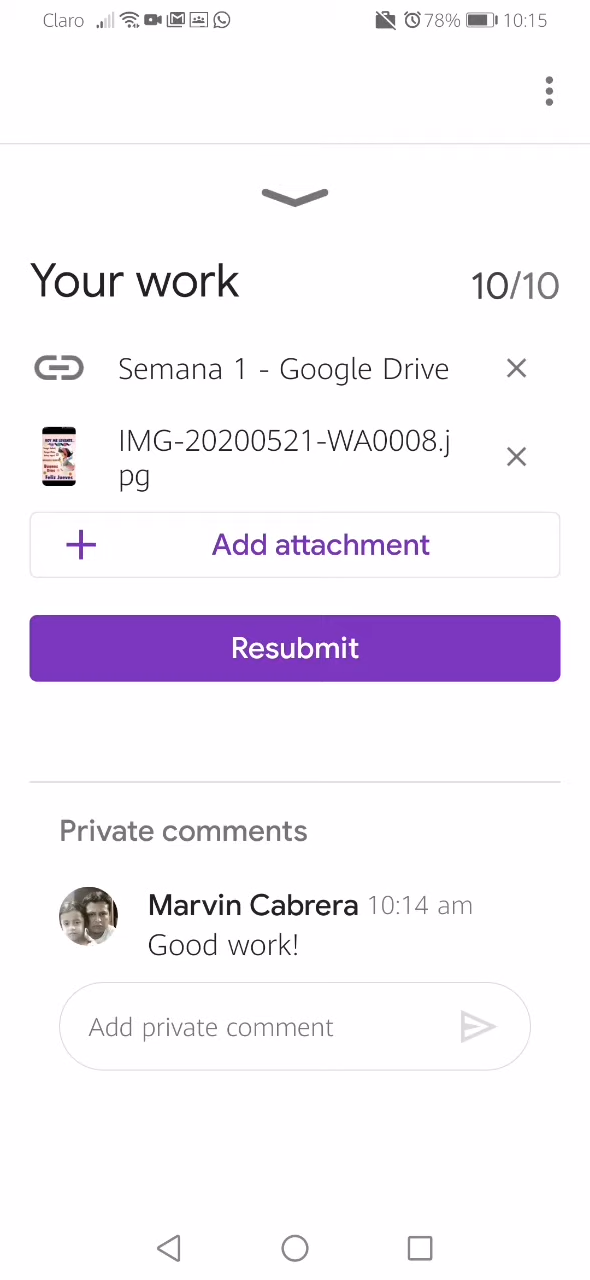 Claro 78% 10:15
Your work 10/10
Semana 1 - Google Drive
IMG-20200521-WA0008.j
pg
Add attachment
Resubmit
Private comments
Marvin Cabrera 10:14 am
Good work!
Add private comment